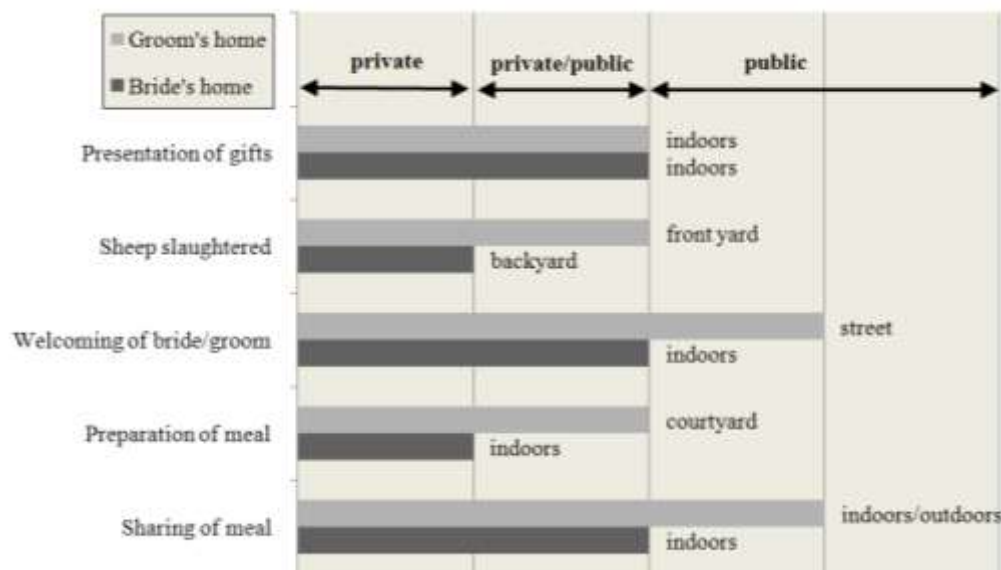 Groom's home
Bride's home
private
private/public
public
Presentation of gifts
indoors
indoors
Sheep slaughtered
front yard
backyard
Welcoming of bride/groom
street
indoors
Preparation of meal
courtyard
indoors
Sharing of meal
indoors/outdoors
indoors